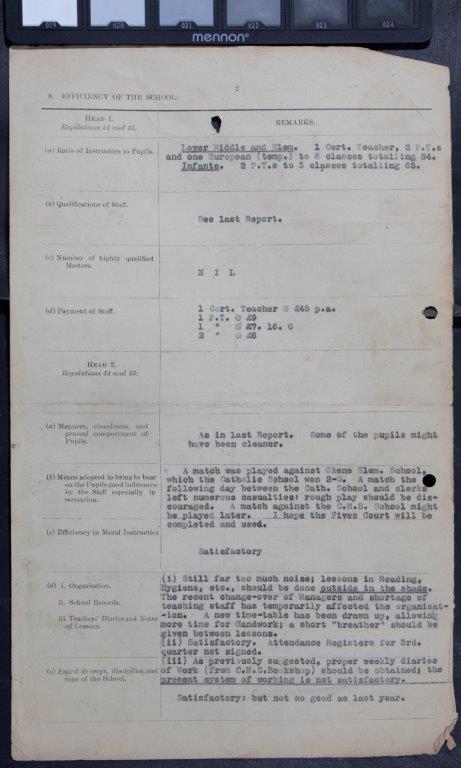 019 020 021 022 023 024
mennon
2
8. EFFICIENCY OF THE SCHOOL:
HEAD 1.
Regulations 34 and 35.
REMARKS.
(a) Ratio of Instructors to Pupils.
Lower Middle and Elem. 1 Cert. Teacher, 2 P.T.s
and one European (temp.) to 6 classes totalling 84.
Infants. 2 P.T.s to 3 classes totalling 65.
(b) Qualifications of Staff.
See last Report.
(c) Number of highly qualified
Masters.
N I L
(d) Payment of Staff.
1 Cert. Teacher @ £48 p.a.
1 P.T. @ £9
1 " @ £7. 16. 0
2 " @ £6
HEAD 2.
Regulations 34 and 35:
(a) Manners, cleanliness, and
general comportment of
Pupils.
As in last Report. Some of the pupils might
have been cleaner.
(b) Means adopted to bring to bear
on the Pupils good influences
by the Staff especially in
recreation.
A match was played against Okene Elem. School,
which the Catholic School won 2-0. A match the
following day between the Cath. School and clerks
left numerous casualties: rough play should be dis-
couraged. A match against the C.M.S. School might
be played later. I hope the Fives Court will be
completed and used.
(c) Efficiency in Moral Instruction
Satisfactory
(d) i. Organisation.
ii. School Records.
iii. Teachers' Diaries and Notes
of Lessons.
(i) Still far too much noise; lessons in Reading,
Hygiene, etc., should be done outside in the shade.
The recent change-over of Managers and shortage of
teaching staff has temporarily affected the organisat-
-ion. A new time-table has been drawn up, allowing
more time for Handwork; a short "breather" should be
given between lessons.
(ii) Satisfactory. Attendance Registers for 3rd.
quarter not signed.
(iii) As previously suggested, proper weekly diaries
of Work (from C.M.S. Bookshop) should be obtained; the
present system of working is not satisfactory.
(e) Esprit de corps, discipline, and
tone of the School.
Satisfactory: but not so good as last year.